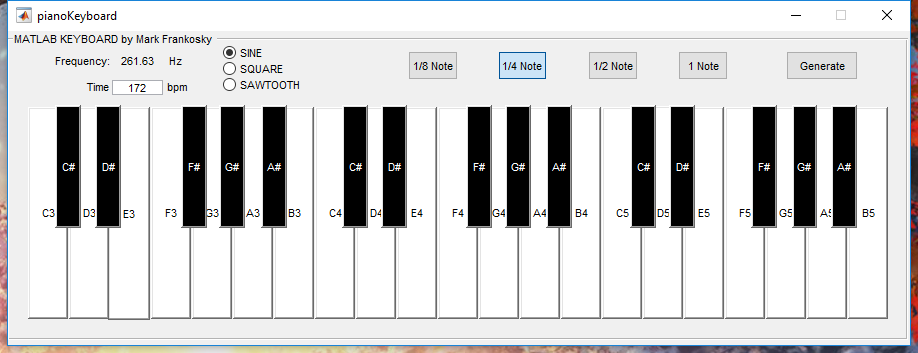 pianoKeyboard
MATLAB KEYBOARD by Mark Frankosky
Frequency: 261.63 Hz
Time 172 bpm
SINE
SQUARE
SAWTOOTH
1/8 Note 1/4 Note 1/2 Note 1 Note Generate
C# D# F# G# A# C# D# F# G# A# C# D# F# G# A#
C3 D3 E3 F3 G3 A3 B3 C4 D4 E4 F4 G4 A4 B4 C5 D5 E5 F5 G5 A5 B5